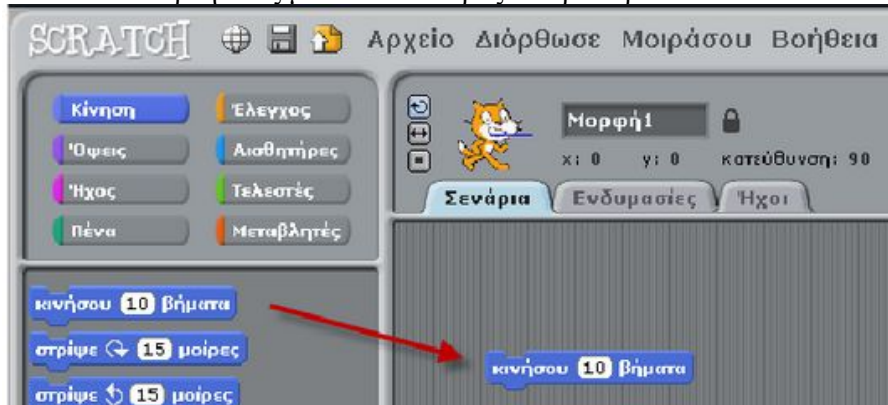 SCRATCH Αρχείο Διόρθωσε Μοιράσου Βοήθεια
Κίνηση Έλεγχος
Όψεις Αισθητήρες
Ήχος Τελεστές
Πένα Μεταβλητές
Μορφή1
x: 0 y: 0 κατεύθυνση: 90
Σενάρια Ενδυμασίες Ήχοι
κινήσου 10 βήματα
στρίψε 15 μοίρες
στρίψε 15 μοίρες
κινήσου 10 βήματα